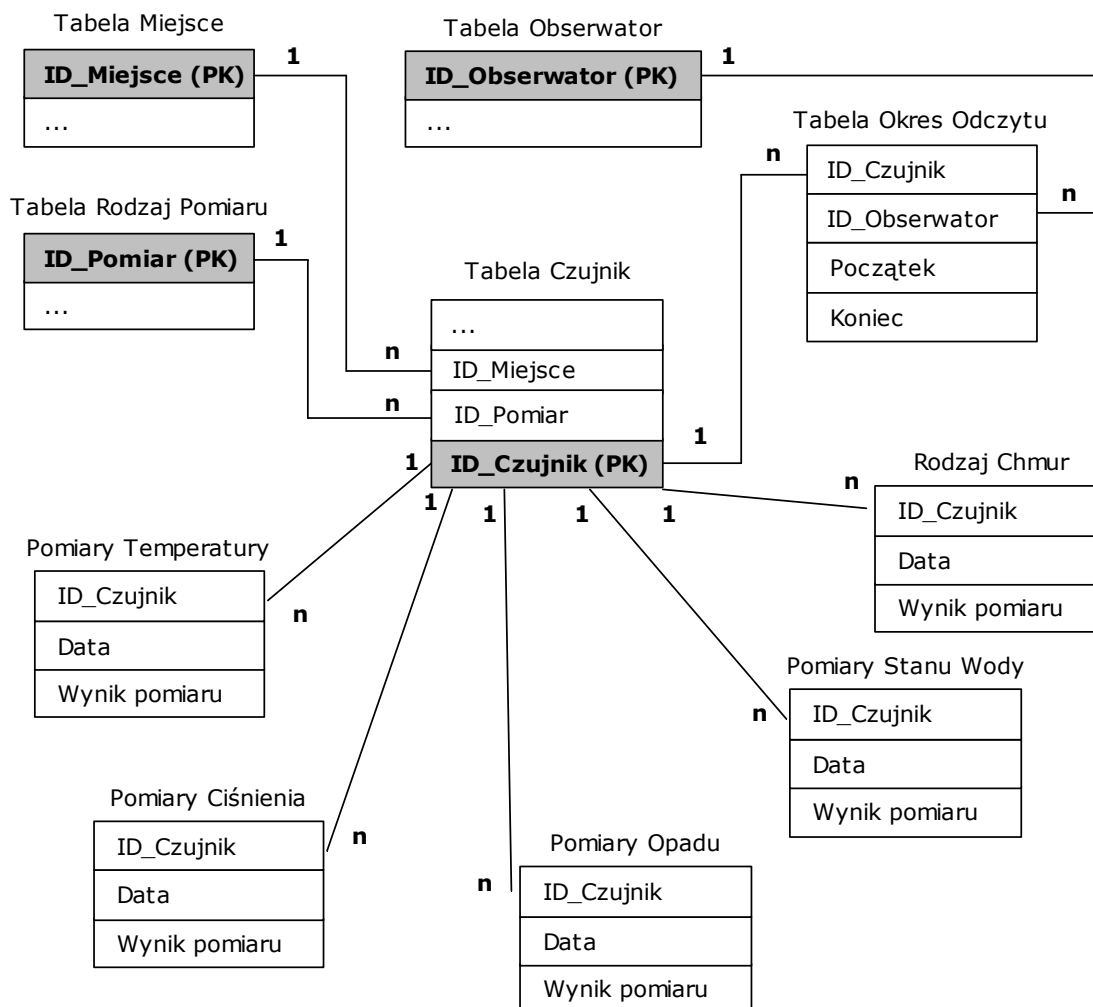 Tabela Miejsce
1
ID_Miejsce (PK)
...
Tabela Obserwator
1
ID_Obserwator (PK)
...
Tabela Okres Odczytu
n
ID_Czujnik
n
ID_Obserwator
Początek
Koniec
Tabela Rodzaj Pomiaru
1
ID_Pomiar (PK)
...
Tabela Czujnik
...
n
ID_Miejsce
n
ID_Pomiar
1
1
ID_Czujnik (PK)
1
1
1
1
Rodzaj Chmur
n
ID_Czujnik
Data
Wynik pomiaru
Pomiary Temperatury
ID_Czujnik
n
Data
Wynik pomiaru
Pomiary Stanu Wody
n
ID_Czujnik
Data
Wynik pomiaru
Pomiary Ciśnienia
ID_Czujnik
n
Data
Wynik pomiaru
Pomiary Opadu
n
ID_Czujnik
Data
Wynik pomiaru